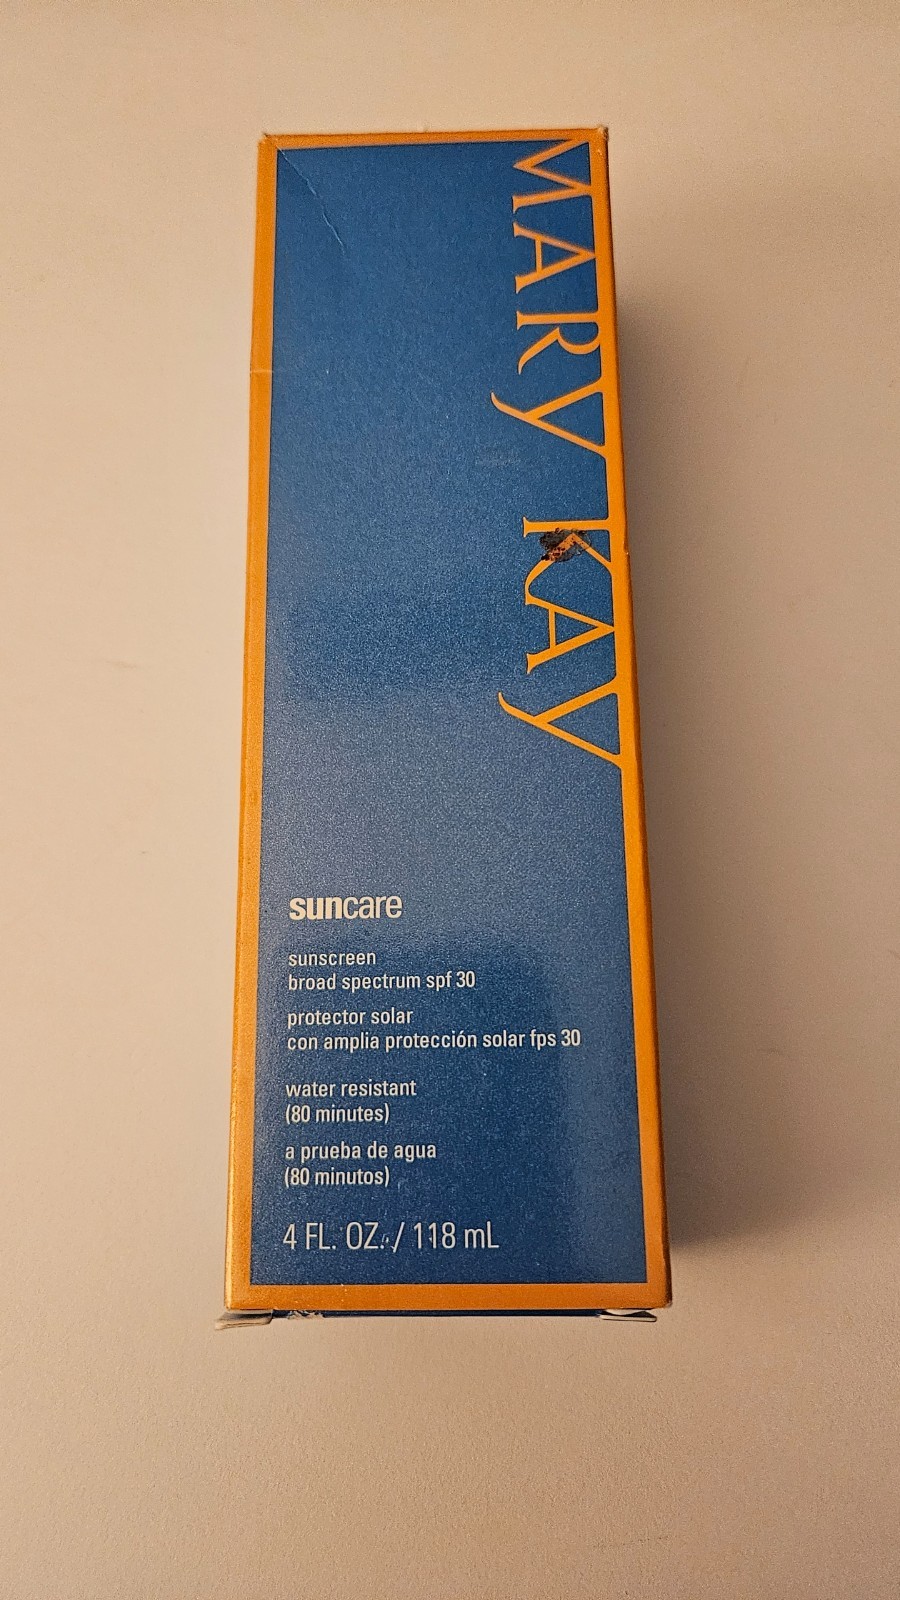 MARY KAY
suncare
sunscreen
broad spectrum spf 30
protector solar
con amplia protección solar fps 30
water resistant
(80 minutes)
a prueba de agua
(80 minutos)
4 FL. OZ. / 118 mL